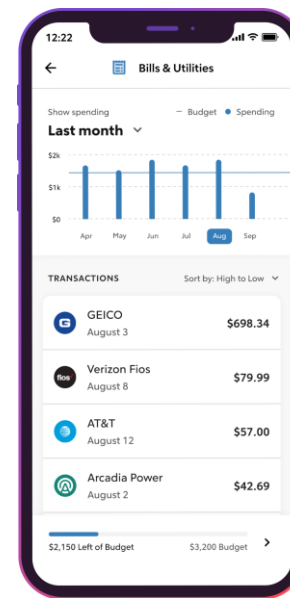 12:22
Bills & Utilities
Show spending
– Budget • Spending
Last month
$2k
$1k
$0
Apr May Jun Jul Aug Sep
TRANSACTIONS
Sort by: High to Low
G
GEICO
August 3
$698.34
fios
Verizon Fios
August 8
$79.99
AT&T
August 12
$57.00
Arcadia Power
August 2
$42.69
$2,150 Left of Budget
$3,200 Budget